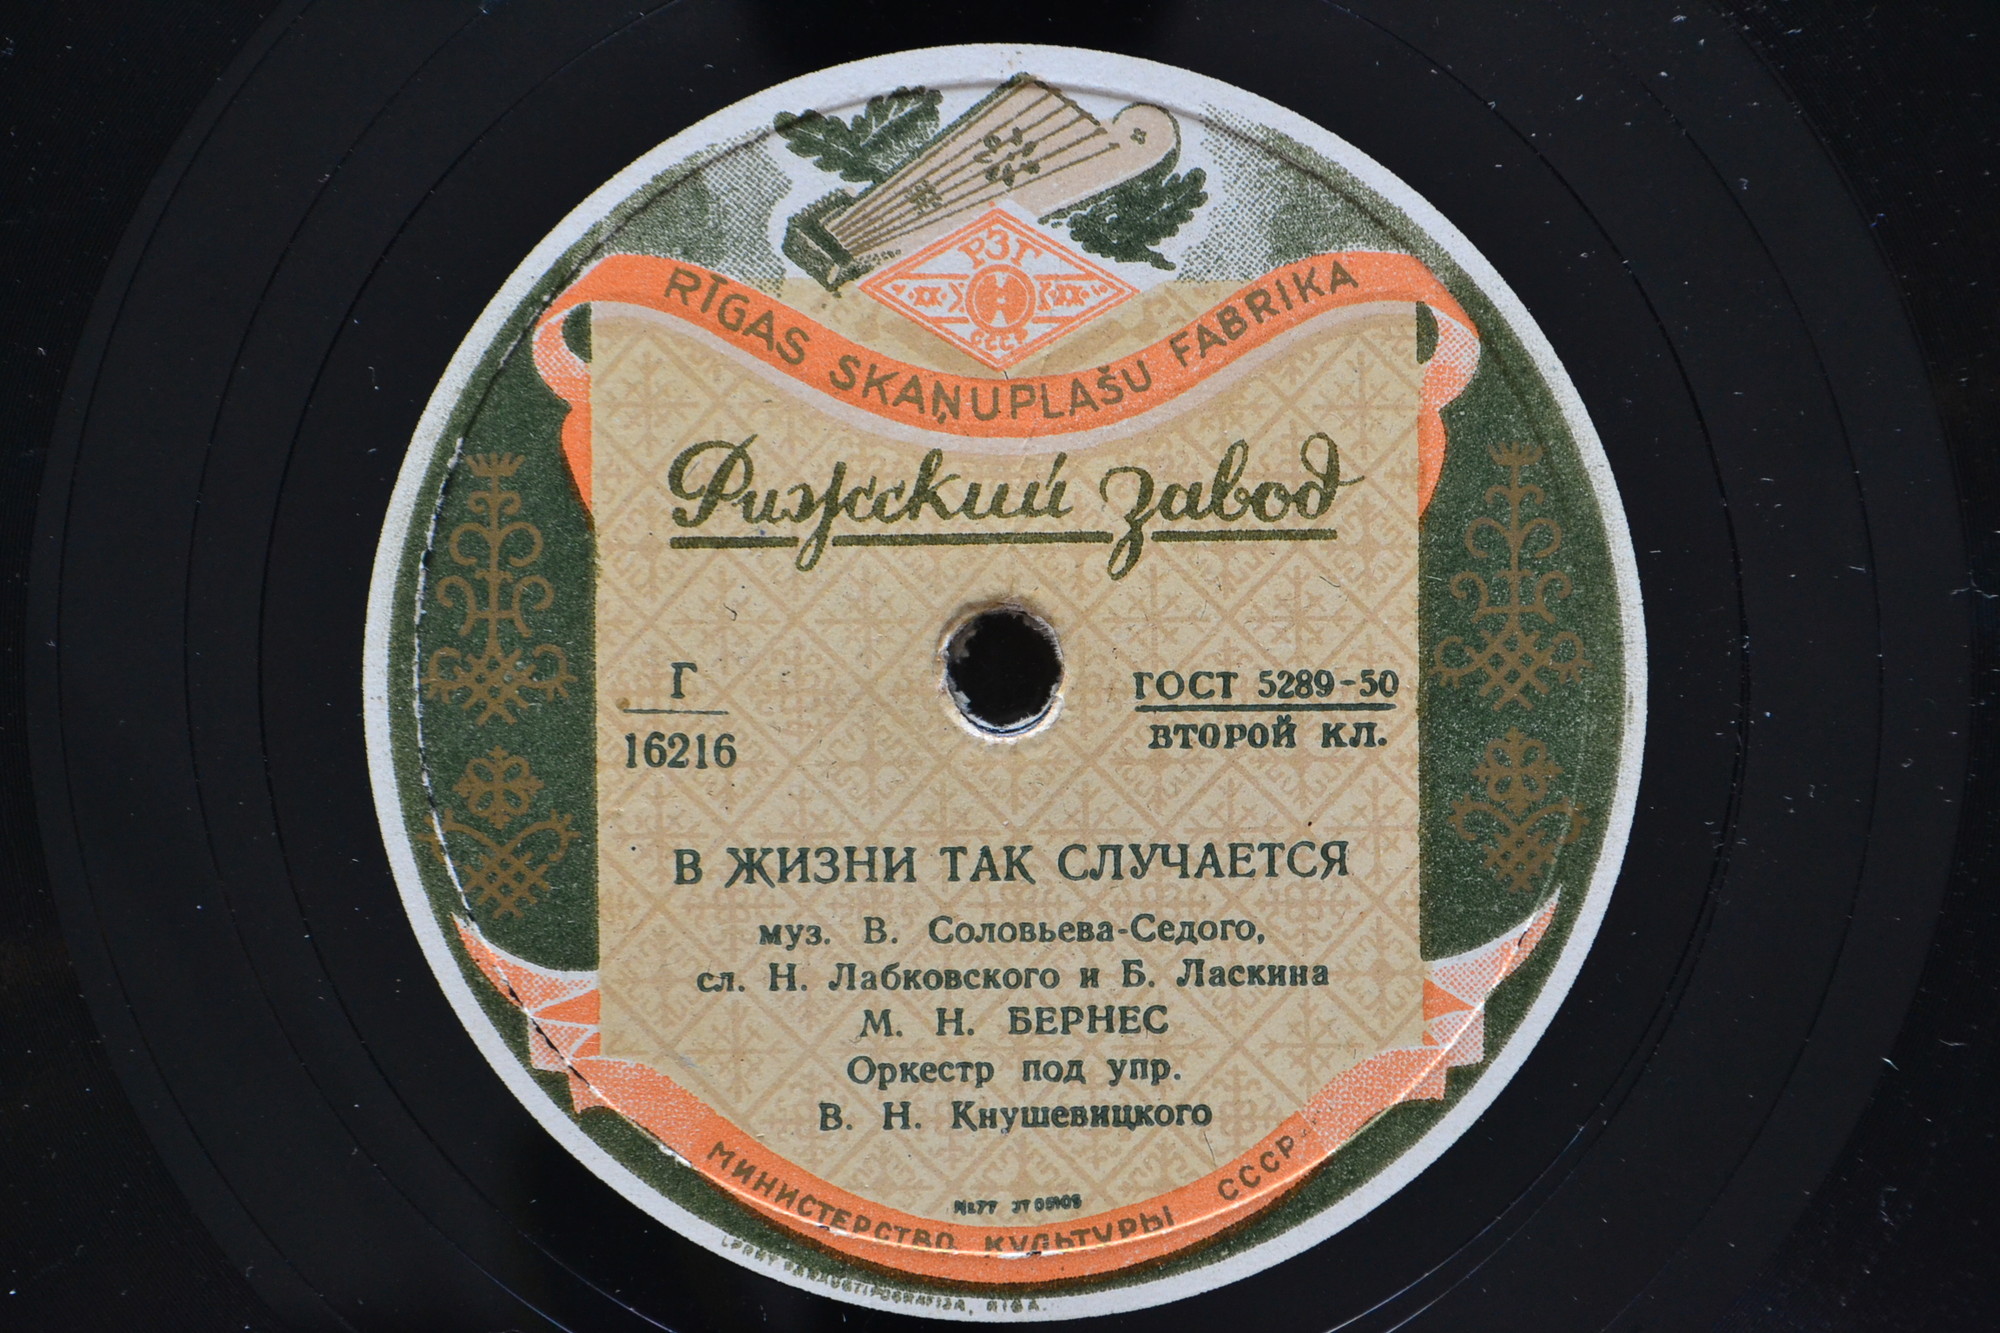 РЗГ
СССР
RĪGAS SKAŅUPLAŠU FABRIKA
Рижский завод
Г
16216
ГОСТ 5289-50
ВТОРОЙ КЛ.
В ЖИЗНИ ТАК СЛУЧАЕТСЯ
муз. В. Соловьева-Седого,
сл. Н. Лабковского и Б. Ласкина
М. Н. БЕРНЕС
Оркестр под упр.
В. Н. Кнушевицкого
МИНИСТЕРСТВО КУЛЬТУРЫ СССР
RIGA.